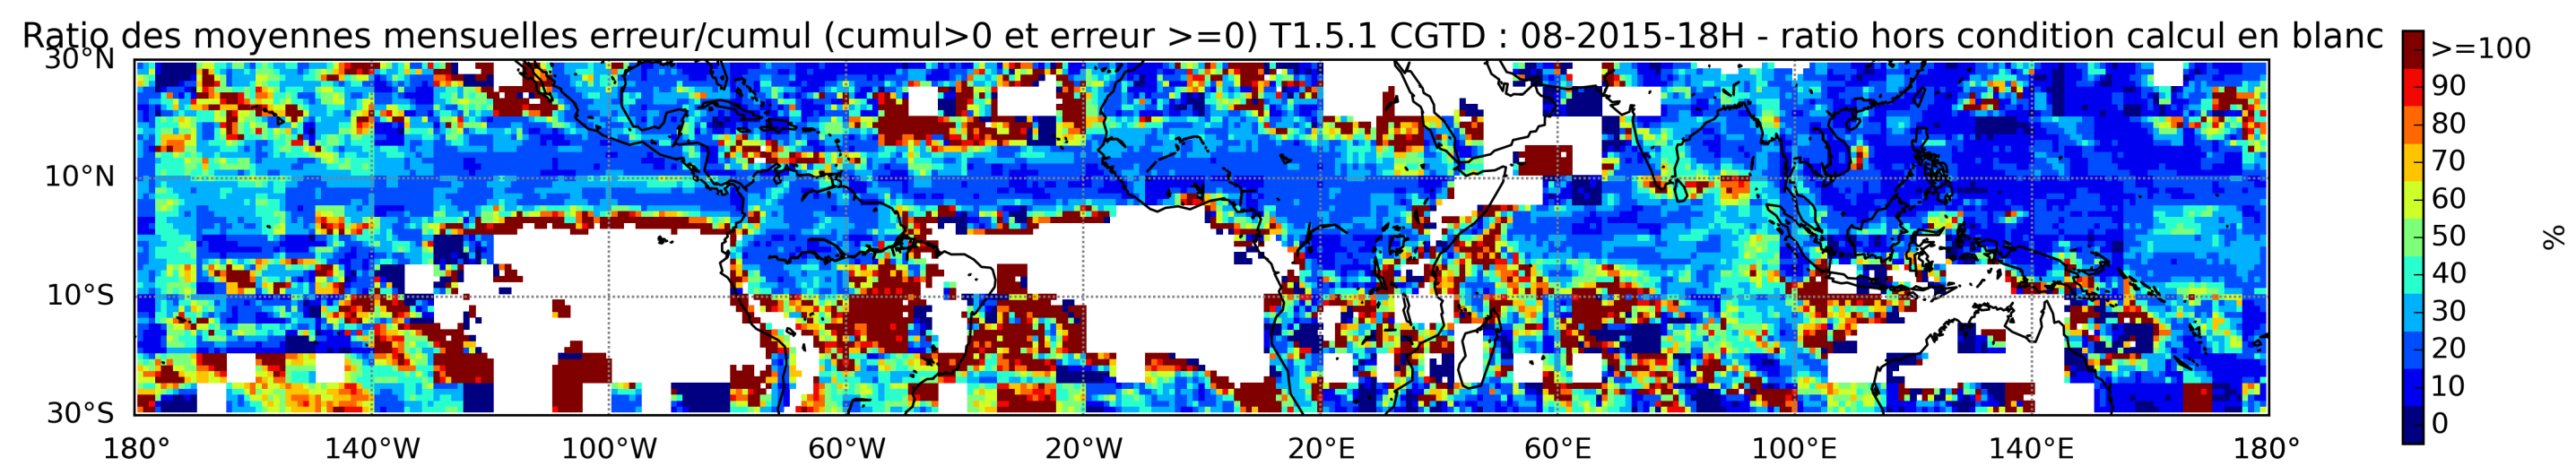 Ratio des moyennes mensuelles erreur/cumul (cumul>0 et erreur >=0) T1.5.1 CGTD : 08-2015-18H - ratio hors condition calcul en blanc
30°N
10°N
10°S
30°S
180° 140°W 100°W 60°W 20°W 20°E 60°E 100°E 140°E 180°
>=100
90
80
70
60
50
40
30
20
10
0
%